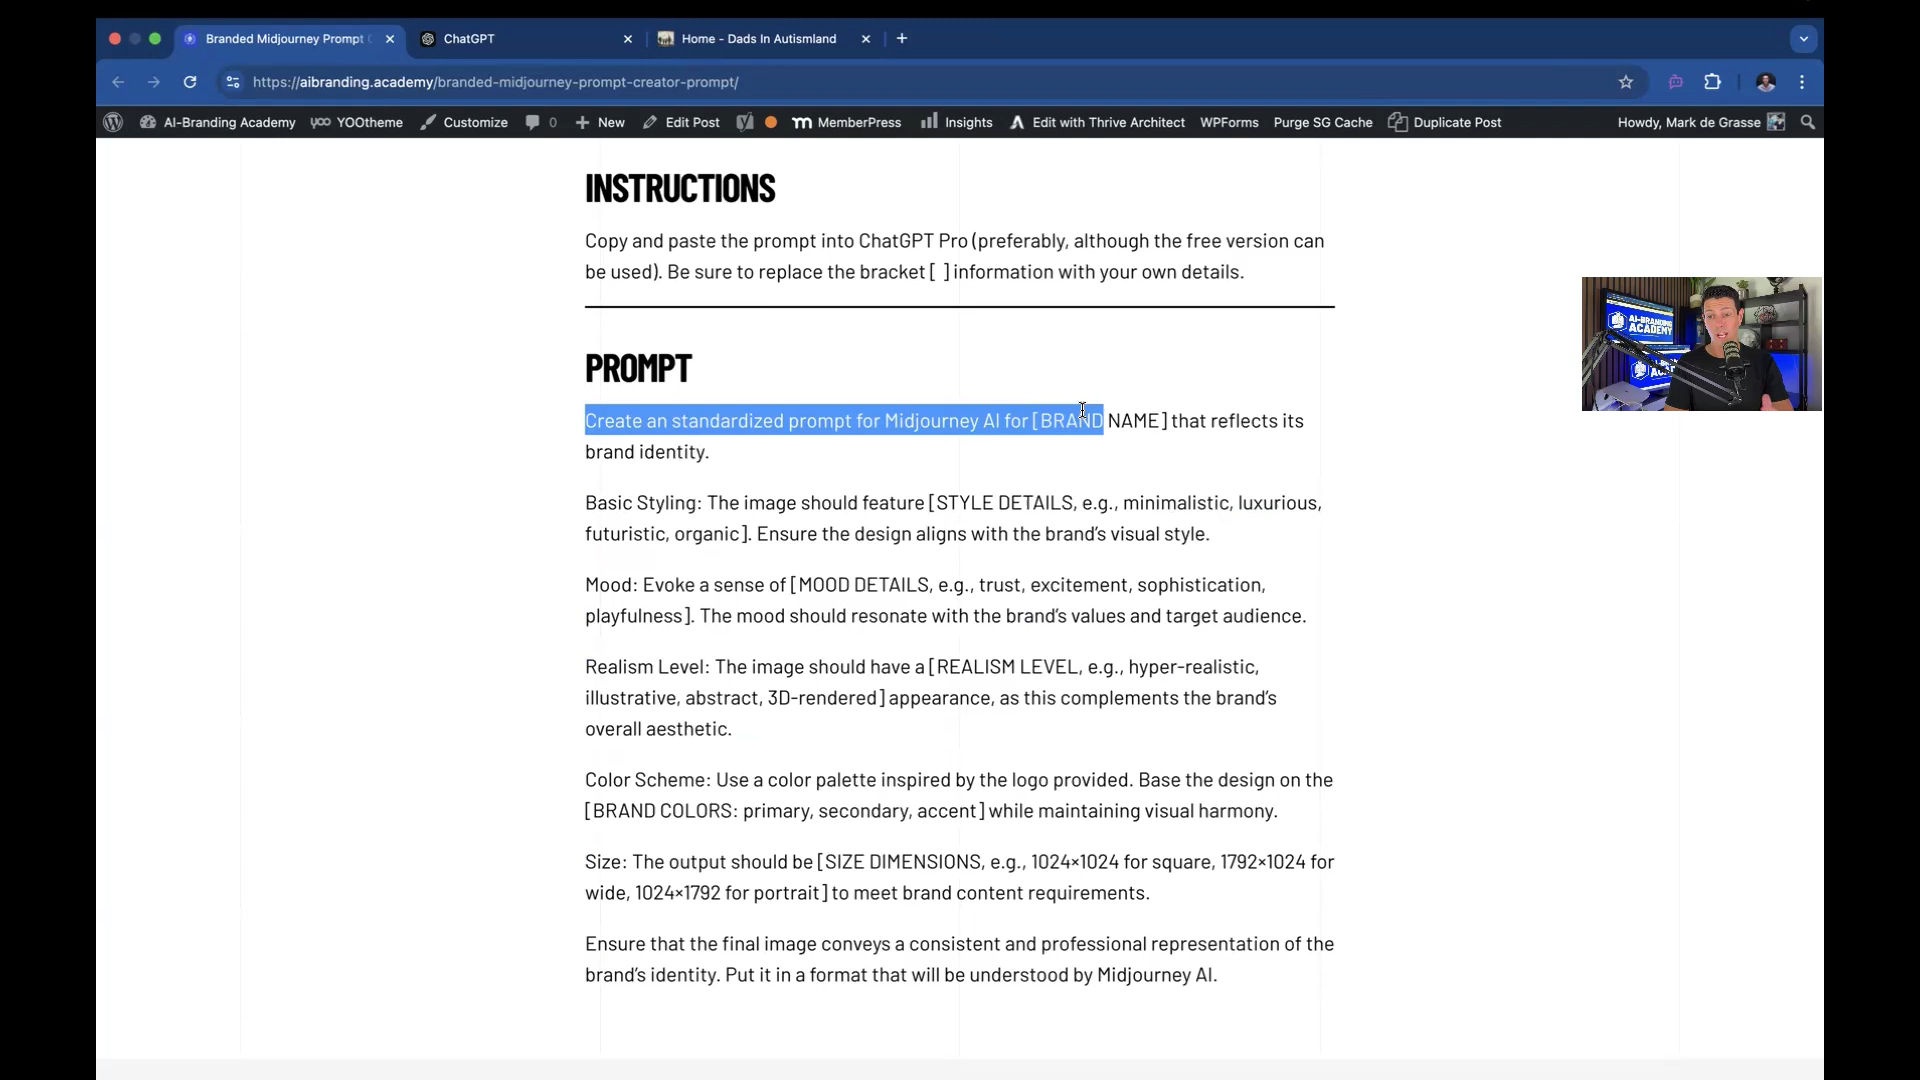 Branded Midjourney Prompt C
ChatGPT
Home - Dads In Autismland
https://aibranding.academy/branded-midjourney-prompt-creator-prompt/
AI-Branding Academy
YOOtheme
Customize
0
New
Edit Post
MemberPress
Insights
Edit with Thrive Architect
WPForms
Purge SG Cache
Duplicate Post
Howdy, Mark de Grasse
INSTRUCTIONS
Copy and paste the prompt into ChatGPT Pro (preferably, although the free version can
be used). Be sure to replace the bracket [ ] information with your own details.
AI-BRANDING
ACADEMY
PROMPT
Create an standardized prompt for Midjourney AI for [BRAND NAME] that reflects its
brand identity.
Basic Styling: The image should feature [STYLE DETAILS, e.g., minimalistic, luxurious,
futuristic, organic]. Ensure the design aligns with the brand’s visual style.
Mood: Evoke a sense of [MOOD DETAILS, e.g., trust, excitement, sophistication,
playfulness]. The mood should resonate with the brand’s values and target audience.
Realism Level: The image should have a [REALISM LEVEL, e.g., hyper-realistic,
illustrative, abstract, 3D-rendered] appearance, as this complements the brand’s
overall aesthetic.
Color Scheme: Use a color palette inspired by the logo provided. Base the design on the
[BRAND COLORS: primary, secondary, accent] while maintaining visual harmony.
Size: The output should be [SIZE DIMENSIONS, e.g., 1024×1024 for square, 1792×1024 for
wide, 1024×1792 for portrait] to meet brand content requirements.
Ensure that the final image conveys a consistent and professional representation of the
brand’s identity. Put it in a format that will be understood by Midjourney AI.